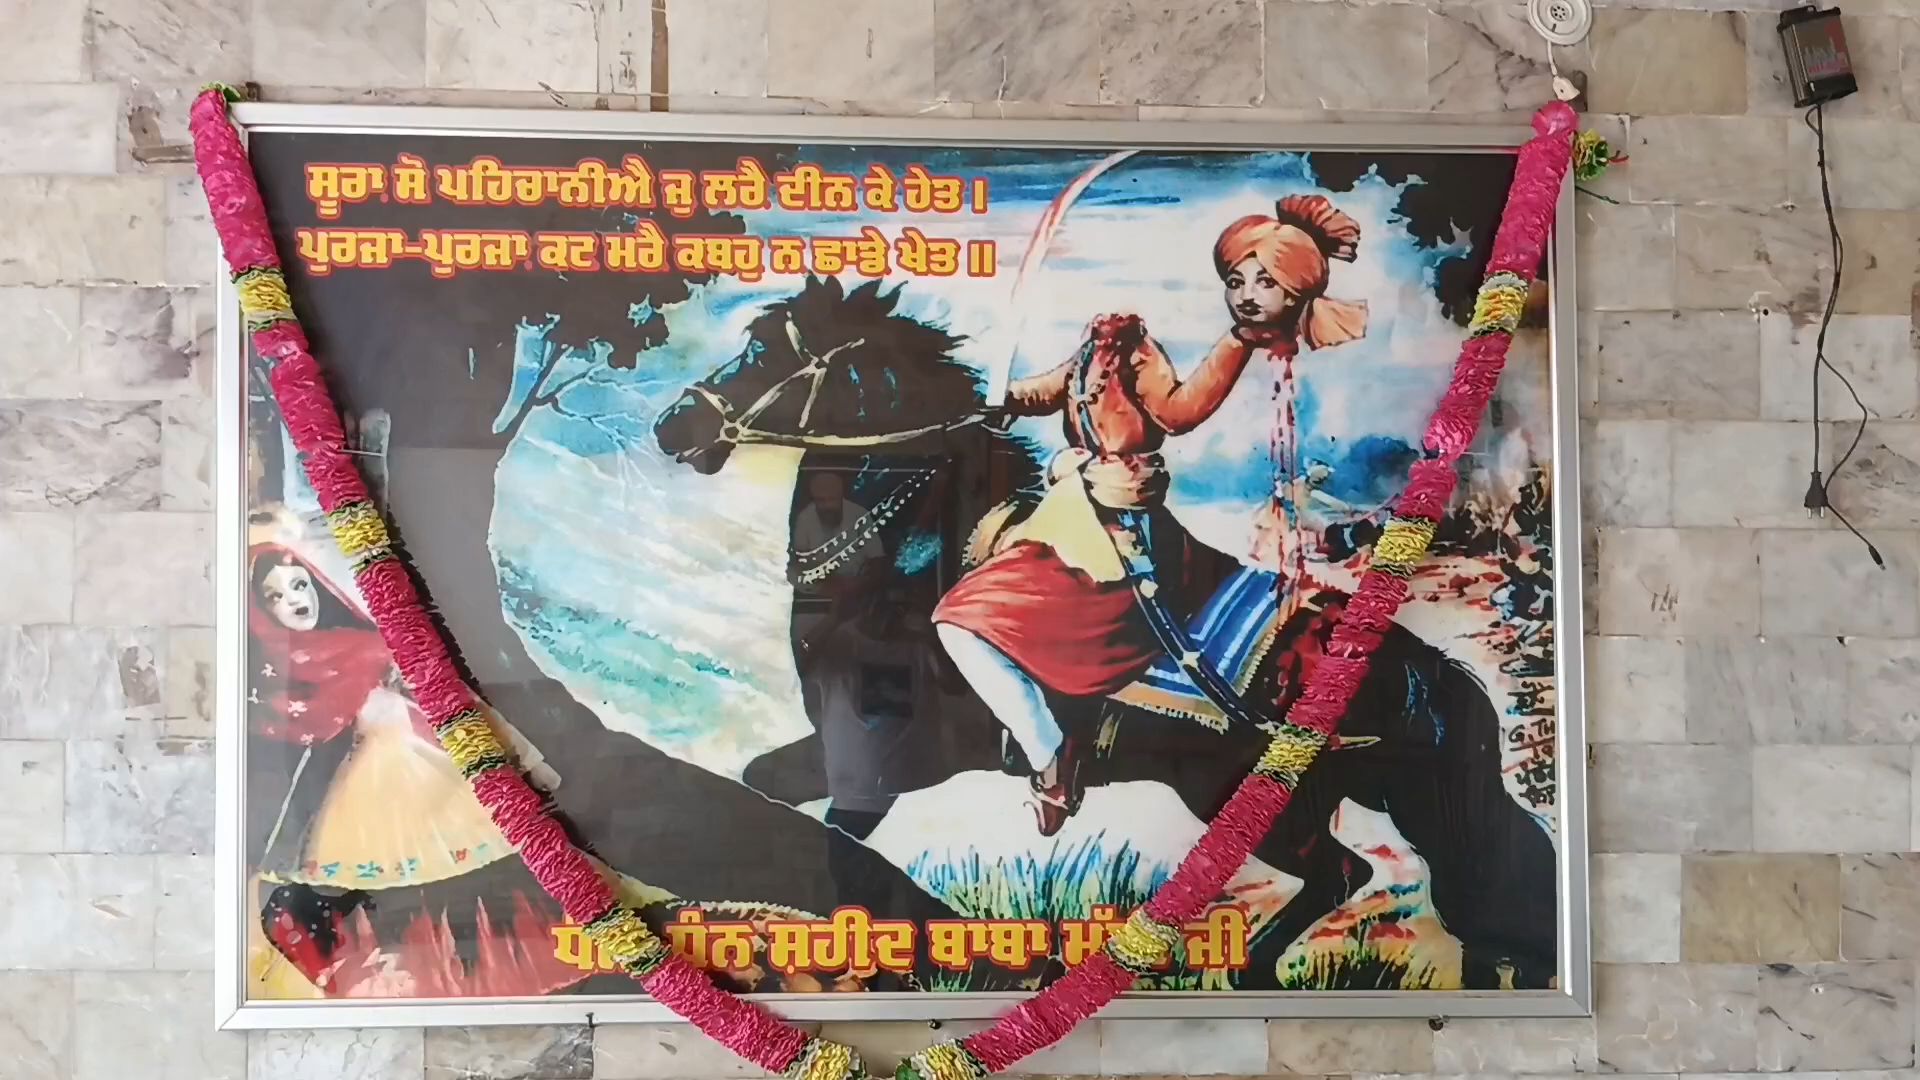 ਸੂਰਾ ਸੋ ਪਹਿਚਾਨੀਐ ਜੁ ਲਰੈ ਦੀਨ ਕੇ ਹੇਤ।
ਪੁਰਜਾ-ਪੁਰਜਾ ਕਟ ਮਰੈ ਕਬਹੁ ਨ ਛਾਡੇ ਖੇਤ॥
ਸ਼ਹੀਦ ਬਾਬਾ ਜੀ